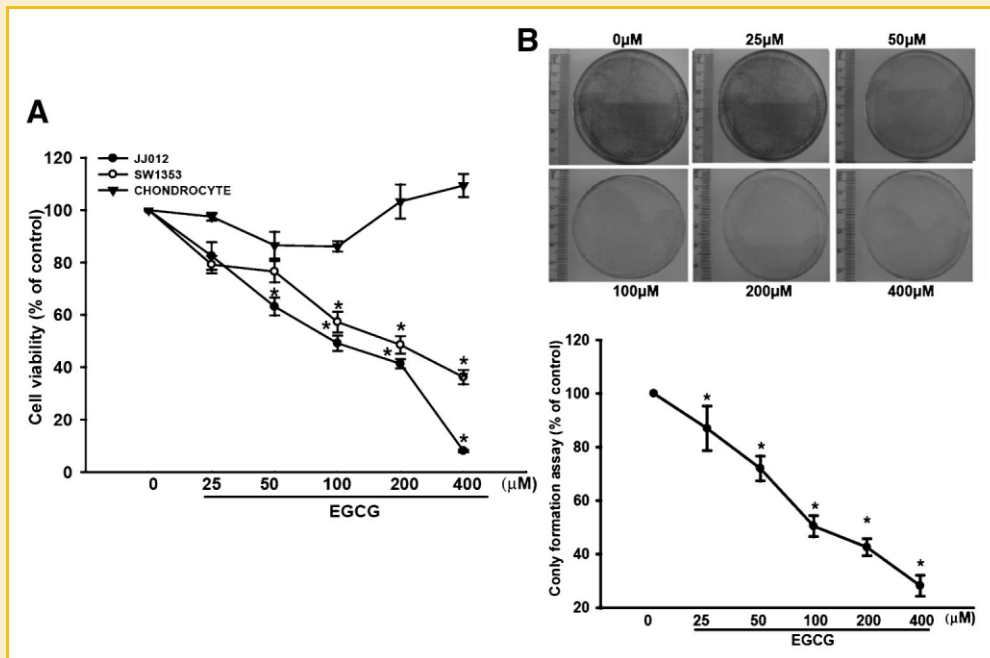 A
JJ012
SW1353
CHONDROCYTE
Cell viability (% of control)
120
100
80
60
40
20
0
* * * * * * *
0 25 50 100 200 400 (μM)
EGCG
B
0μM 25μM 50μM
100μM 200μM 400μM
Conly formation assay (% of control)
120
100
80
60
40
20
* * * * *
0 25 50 100 200 400 (μM)
EGCG